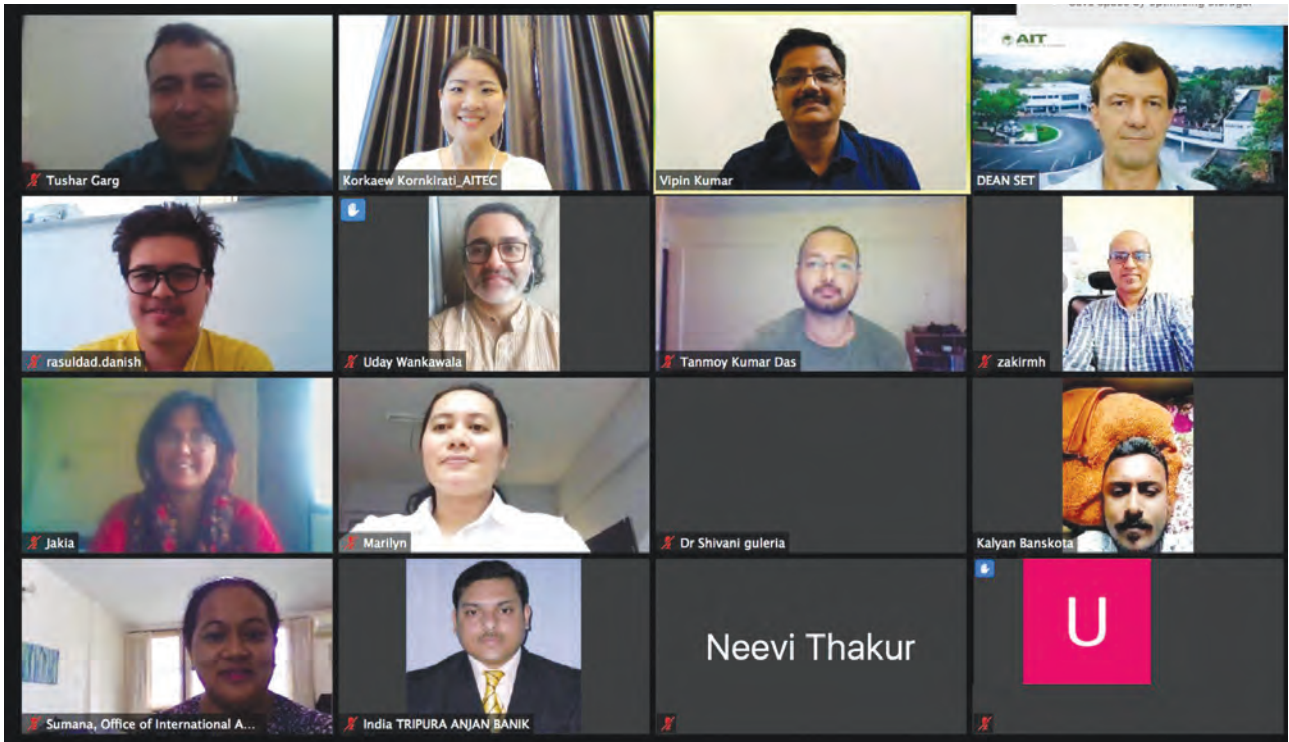 AIT
Tushar Garg
Korkaew Kornkirati_AITEC
Vipin Kumar
DEAN SET
rasuldad.danish
Uday Wankawala
Tanmoy Kumar Das
zakirmh
Jakia
Marilyn
Dr Shivani guleria
Kalyan Banskota
Neevi Thakur
U
Sumana, Office of International A...
India TRIPURA ANJAN BANIK